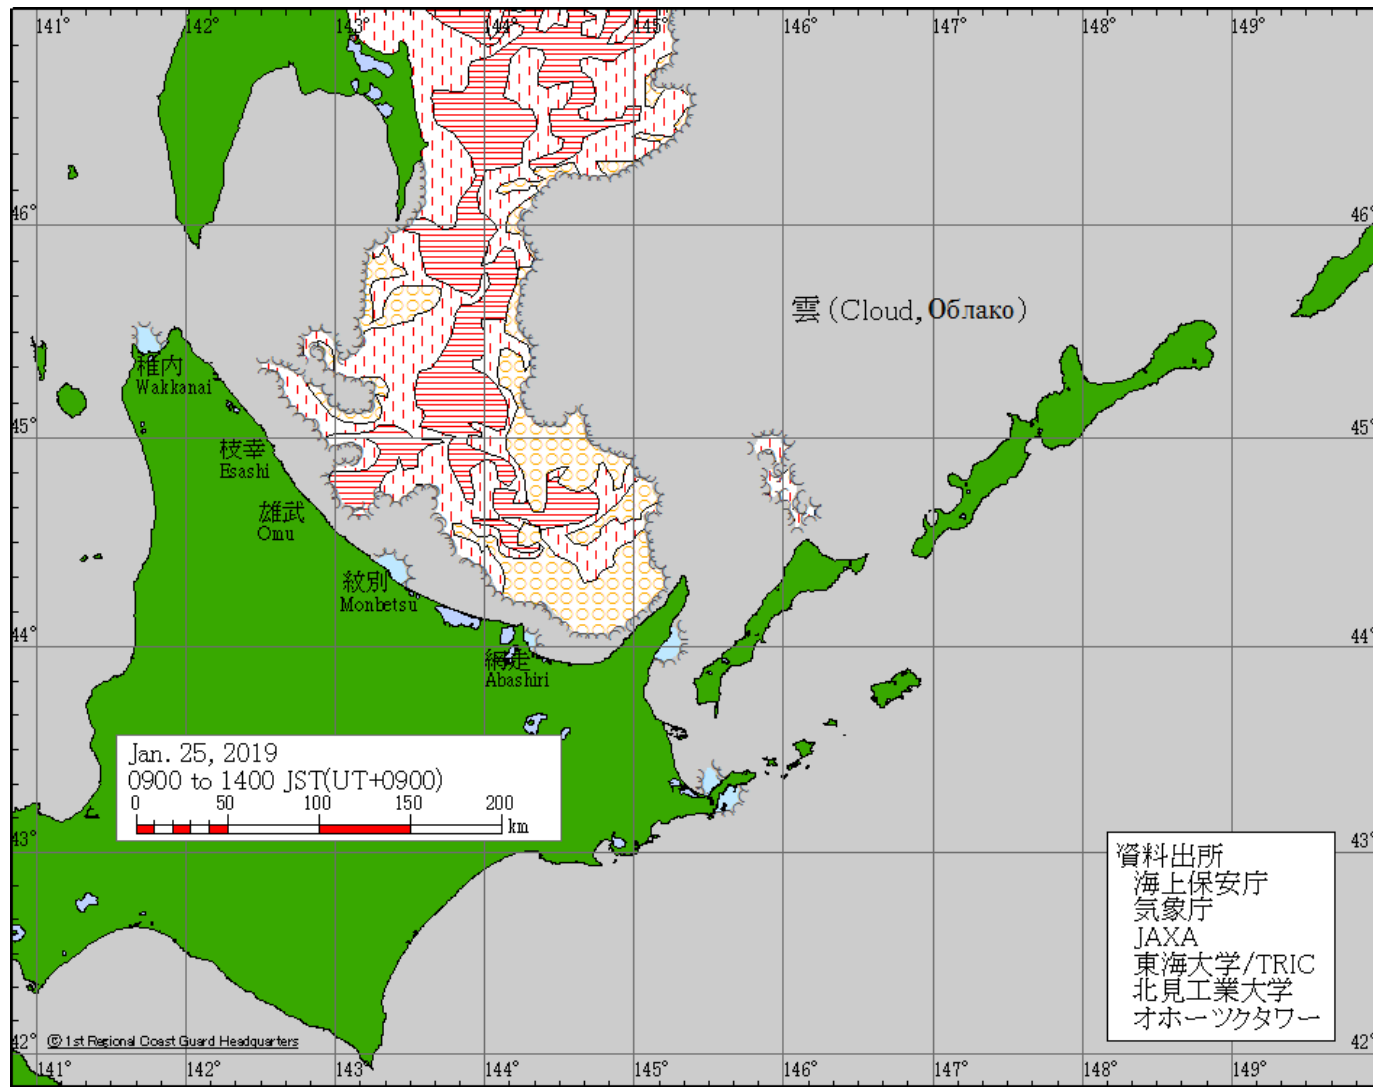 141° 142° 143° 144° 145° 146° 147° 148° 149°
46° 46°
雲 (Cloud, Облако)
稚内
Wakkanai
45° 45°
枝幸
Esashi
雄武
Omu
紋別
Monbetsu
44° 44°
網走
Abashiri
Jan. 25, 2019
0900 to 1400 JST(UT+0900)
0 50 100 150 200
km
43° 43°
資料出所
海上保安庁
気象庁
JAXA
東海大学/TRIC
北見工業大学
オホーツクタワー
42° 42°
© 1st Regional Coast Guard Headquarters
141° 142° 143° 144° 145° 146° 147° 148° 149°